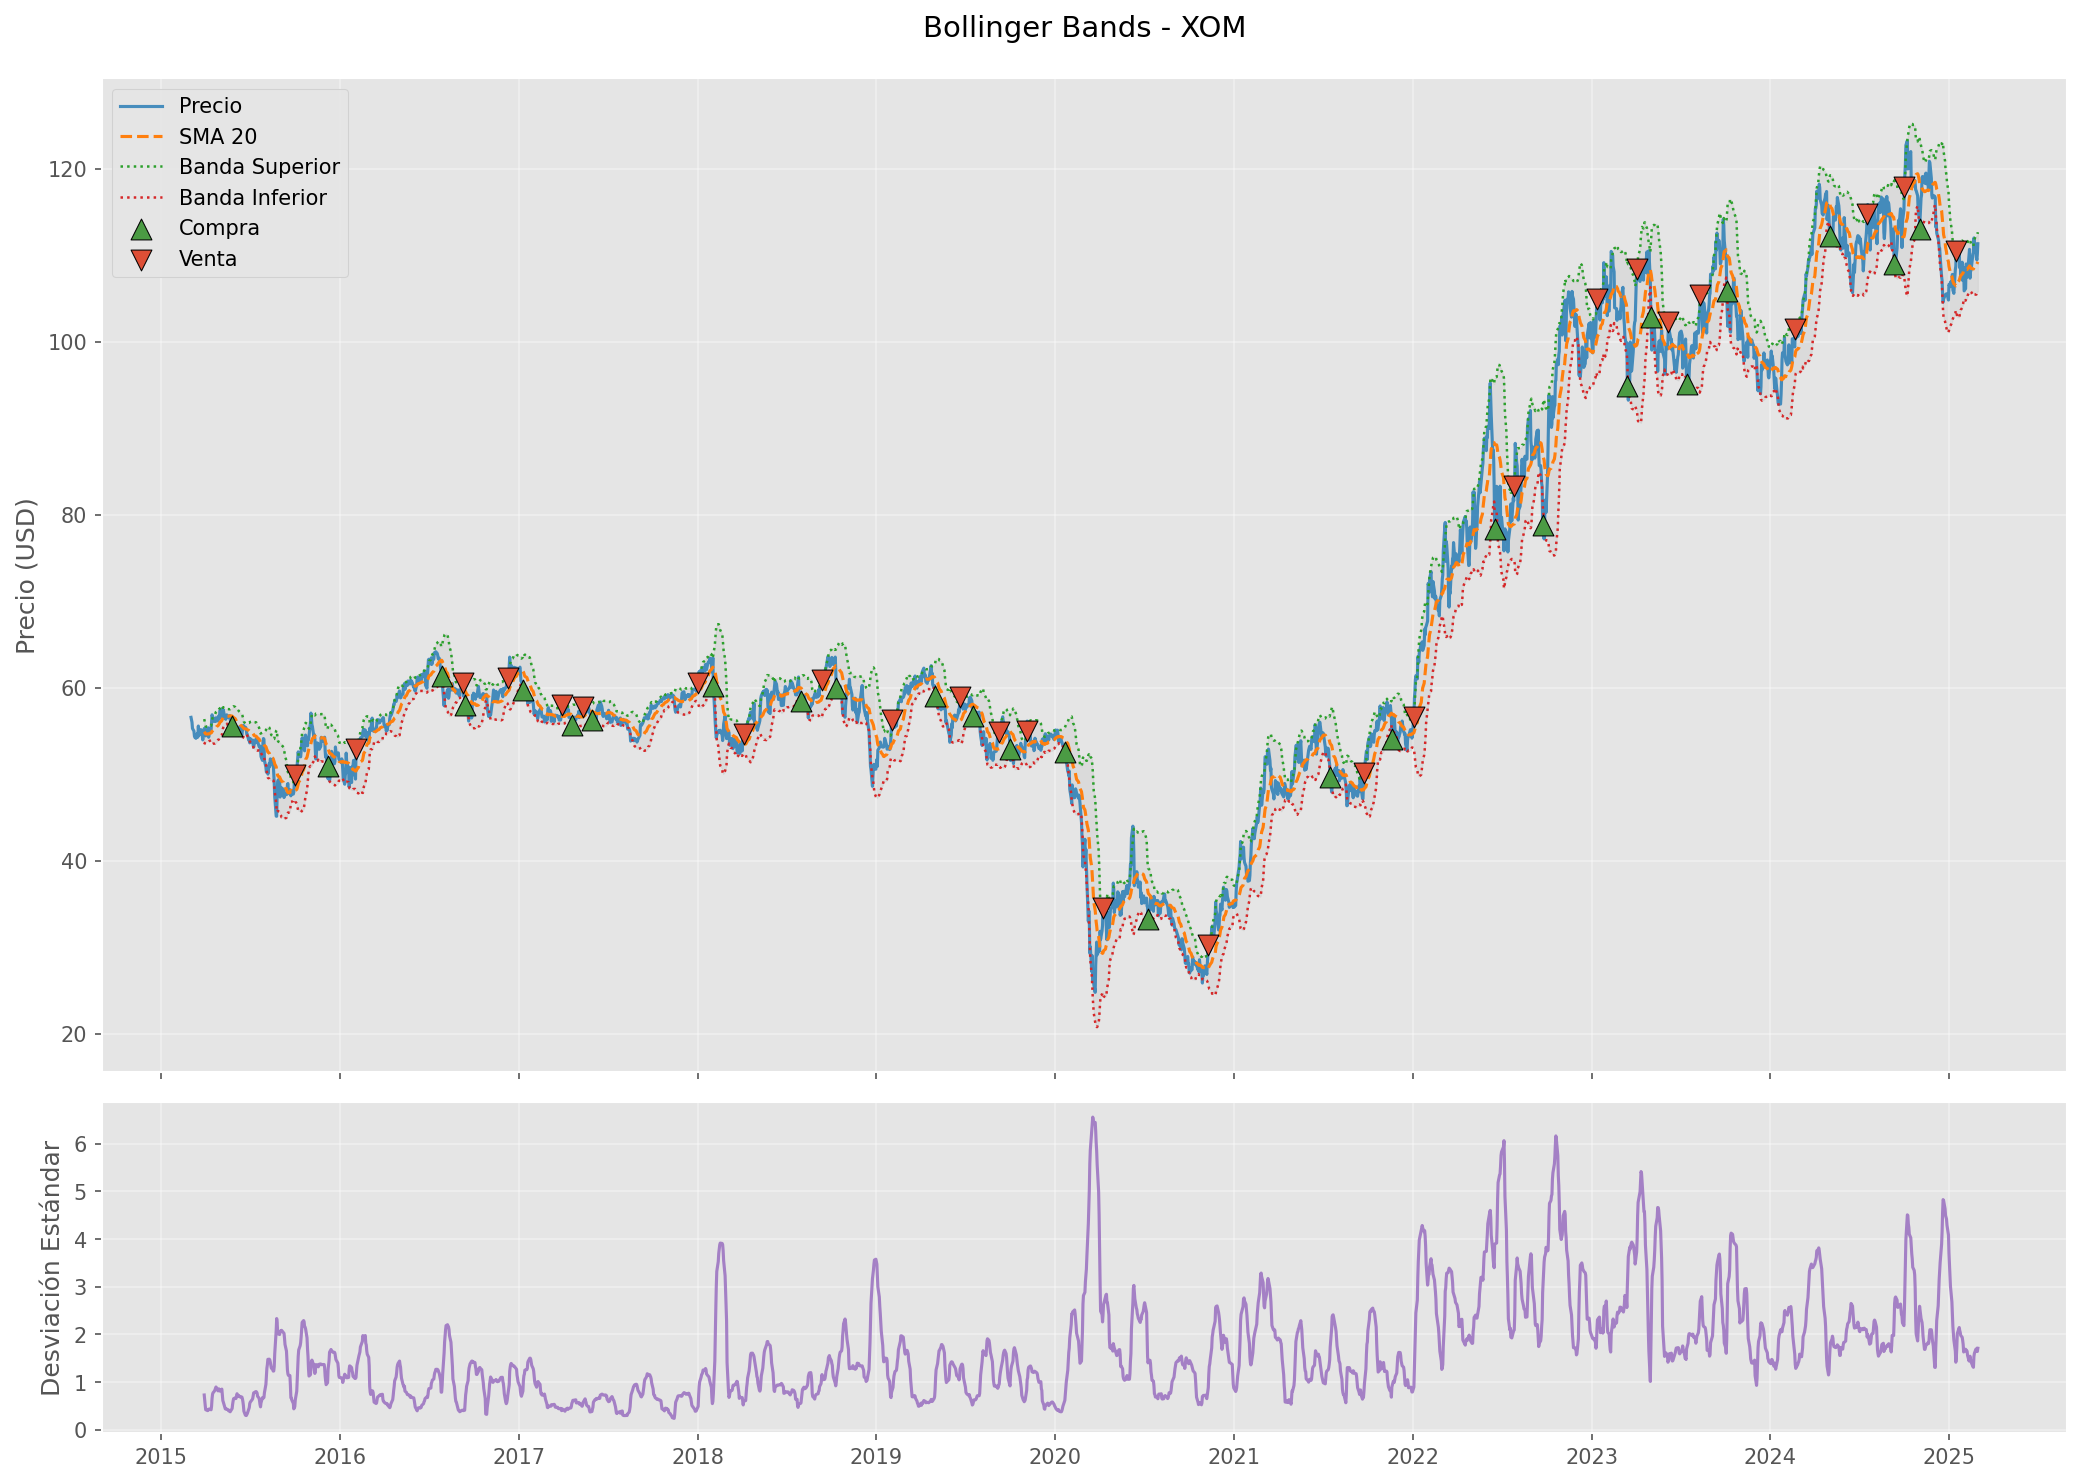 Bollinger Bands - XOM
Precio
SMA 20
Banda Superior
Banda Inferior
Compra
Venta
Precio (USD)
120
100
80
60
40
20
Desviación Estándar
6
5
4
3
2
1
0
2015 2016 2017 2018 2019 2020 2021 2022 2023 2024 2025